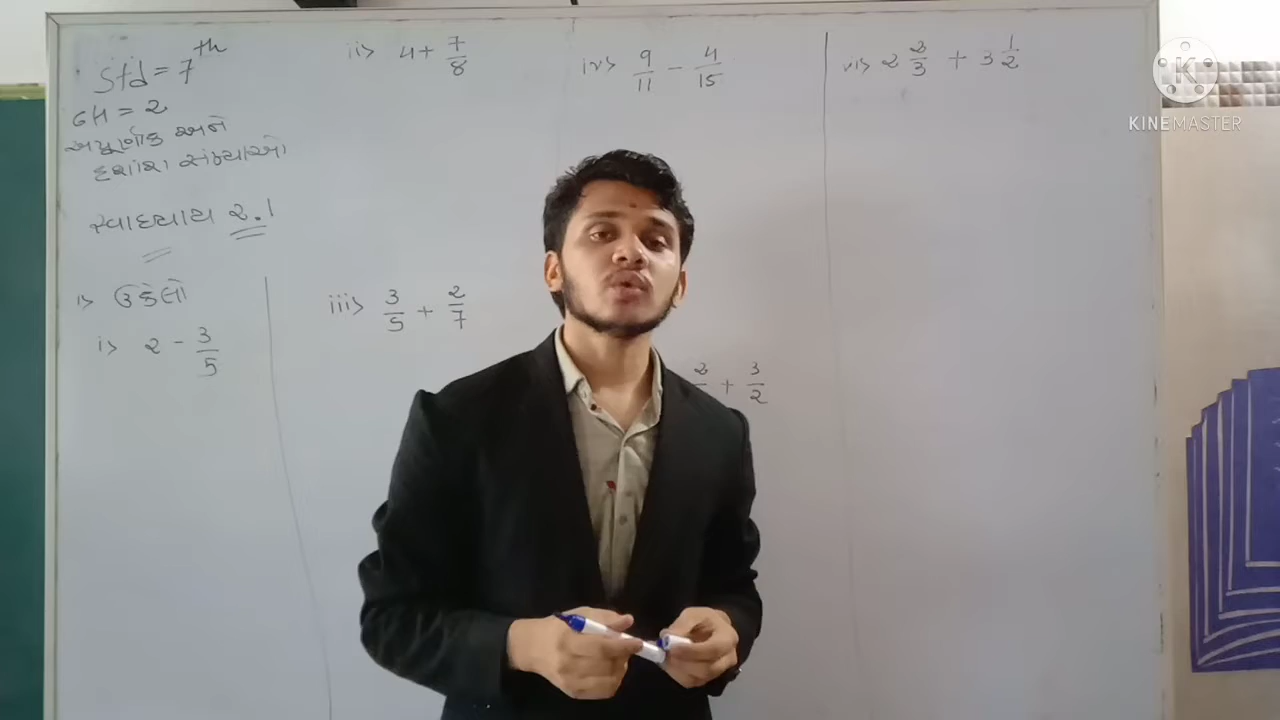 Std = 7th
CH = 2
અપૂર્ણાંક અને
દશાંશ સંખ્યાઓ
સ્વાધ્યાય 2.1
1> ઉકેલો
i> 2 - 3/5
ii> 4 + 7/8
iii> 3/5 + 2/7
iv> 9/11 - 4/15
2 + 3/2
vi> 2 2/3 + 3 1/2
K
KINEMASTER